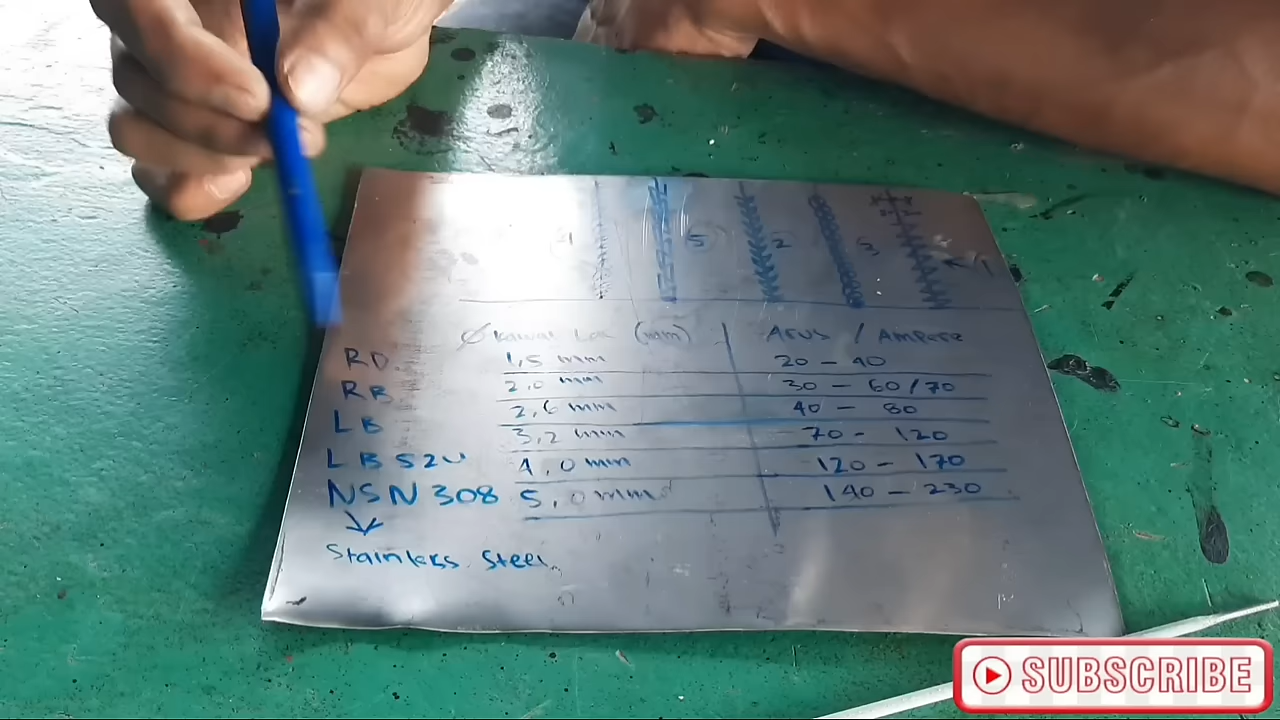 4 5 2 3 1
Ø kawat Las (mm) Arus / Ampere
RD. 1,5 mm 20 - 40
RB 2,0 mm 30 - 60/70
LB 2,6 mm 40 - 80
3,2 mm 70 - 120
LB 52U 4,0 mm 120 - 170
NSN 308 5,0 mm 140 - 230
Stainless Steel
SUBSCRIBE